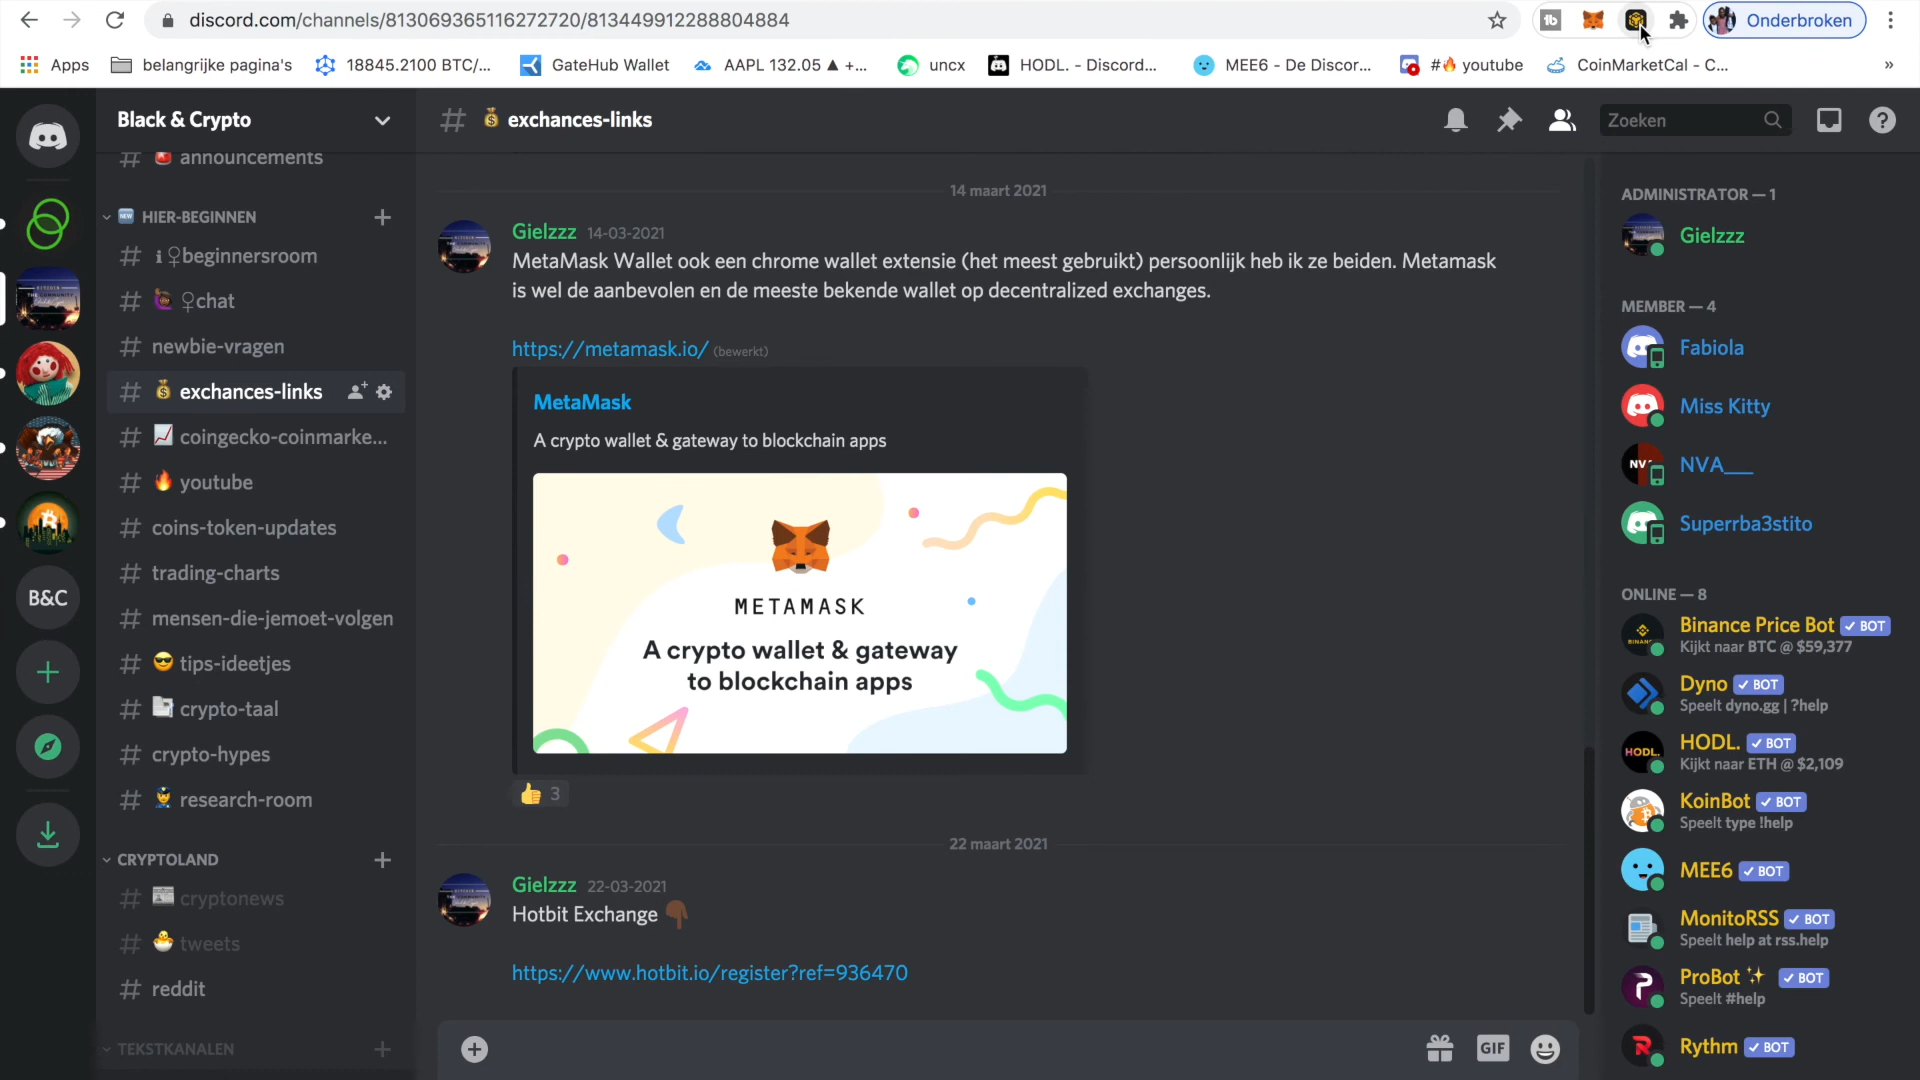 discord.com/channels/813069365116272720/813449912288804884
Onderbroken
Apps
belangrijke pagina's
18845.2100 BTC/...
GateHub Wallet
AAPL 132.05 ▲ +...
uncx
HODL. - Discord...
MEE6 - De Discor...
#🔥 youtube
CoinMarketCal - C...
»
Black & Crypto
# 💰 exchances-links
Zoeken
# 🚨 announcements
🆕 HIER-BEGINNEN
# ℹ♀beginnersroom
# 🙋🏾♀chat
# newbie-vragen
# 💰 exchances-links
# 📈 coingecko-coinmarke...
# 🔥 youtube
# coins-token-updates
# trading-charts
# mensen-die-jemoet-volgen
# 😎 tips-ideetjes
# 📑 crypto-taal
# crypto-hypes
# 👮 research-room
CRYPTOLAND
# 📰 cryptonews
# 🐣 tweets
# reddit
TEKSTKANALEN
B&C
14 maart 2021
Gielzzz 14-03-2021
MetaMask Wallet ook een chrome wallet extensie (het meest gebruikt) persoonlijk heb ik ze beiden. Metamask
is wel de aanbevolen en de meeste bekende wallet op decentralized exchanges.
https://metamask.io/ (bewerkt)
MetaMask
A crypto wallet & gateway to blockchain apps
METAMASK
A crypto wallet & gateway
to blockchain apps
👍 3
22 maart 2021
Gielzzz 22-03-2021
Hotbit Exchange 👇🏾
https://www.hotbit.io/register?ref=936470
GIF
ADMINISTRATOR — 1
Gielzzz
MEMBER — 4
Fabiola
Miss Kitty
NVA___
Superrba3stito
ONLINE — 8
Binance Price Bot ✓ BOT
Kijkt naar BTC @ $59,377
Dyno ✓ BOT
Speelt dyno.gg | ?help
HODL. ✓ BOT
Kijkt naar ETH @ $2,109
KoinBot ✓ BOT
Speelt type !help
MEE6 ✓ BOT
MonitoRSS ✓ BOT
Speelt help at rss.help
ProBot ✨ ✓ BOT
Speelt #help
Rythm ✓ BOT